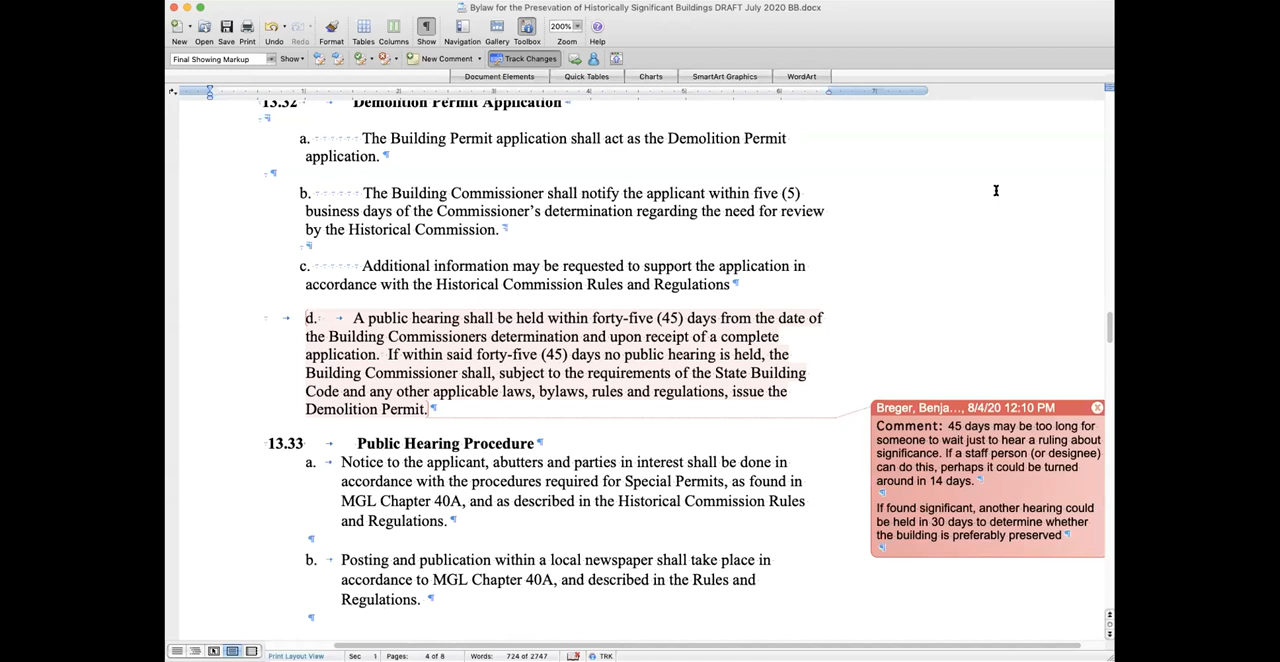 Bylaw for the Presevation of Historically Significant Buildings DRAFT July 2020 BB.docx
200%
New Open Save Print Undo Redo Format Tables Columns Show Navigation Gallery Toolbox Zoom Help
Final Showing Markup Show New Comment Track Changes
Document Elements Quick Tables Charts SmartArt Graphics WordArt
13.32 Demolition Permit Application
a. The Building Permit application shall act as the Demolition Permit
application.
b. The Building Commissioner shall notify the applicant within five (5)
business days of the Commissioner’s determination regarding the need for review
by the Historical Commission.
c. Additional information may be requested to support the application in
accordance with the Historical Commission Rules and Regulations
d. A public hearing shall be held within forty-five (45) days from the date of
the Building Commissioners determination and upon receipt of a complete
application. If within said forty-five (45) days no public hearing is held, the
Building Commissioner shall, subject to the requirements of the State Building
Code and any other applicable laws, bylaws, rules and regulations, issue the
Demolition Permit.
Breger, Benja..., 8/4/20 12:10 PM
Comment: 45 days may be too long for
someone to wait just to hear a ruling about
significance. If a staff person (or designee)
can do this, perhaps it could be turned
around in 14 days.
If found significant, another hearing could
be held in 30 days to determine whether
the building is preferably preserved
13.33 Public Hearing Procedure
a. Notice to the applicant, abutters and parties in interest shall be done in
accordance with the procedures required for Special Permits, as found in
MGL Chapter 40A, and as described in the Historical Commission Rules
and Regulations.
b. Posting and publication within a local newspaper shall take place in
accordance to MGL Chapter 40A, and described in the Rules and
Regulations.
Print Layout View Sec 1 Pages: 4 of 8 Words: 724 of 2747 TRK